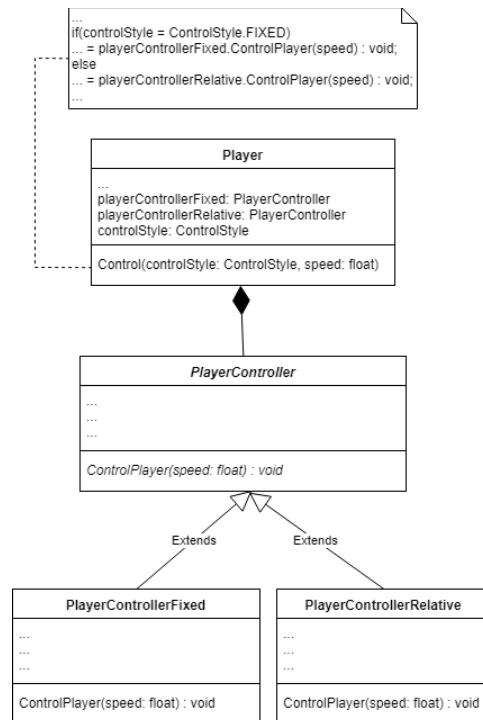 ...
if(controlStyle = ControlStyle.FIXED)
... = playerControllerFixed.ControlPlayer(speed) : void;
else
... = playerControllerRelative.ControlPlayer(speed) : void;
...
Player
...
playerControllerFixed: PlayerController
playerControllerRelative: PlayerController
controlStyle: ControlStyle
Control(controlStyle: ControlStyle, speed: float)
PlayerController
...
...
...
ControlPlayer(speed: float) : void
Extends
Extends
PlayerControllerFixed
...
...
...
ControlPlayer(speed: float) : void
PlayerControllerRelative
...
...
...
ControlPlayer(speed: float) : void